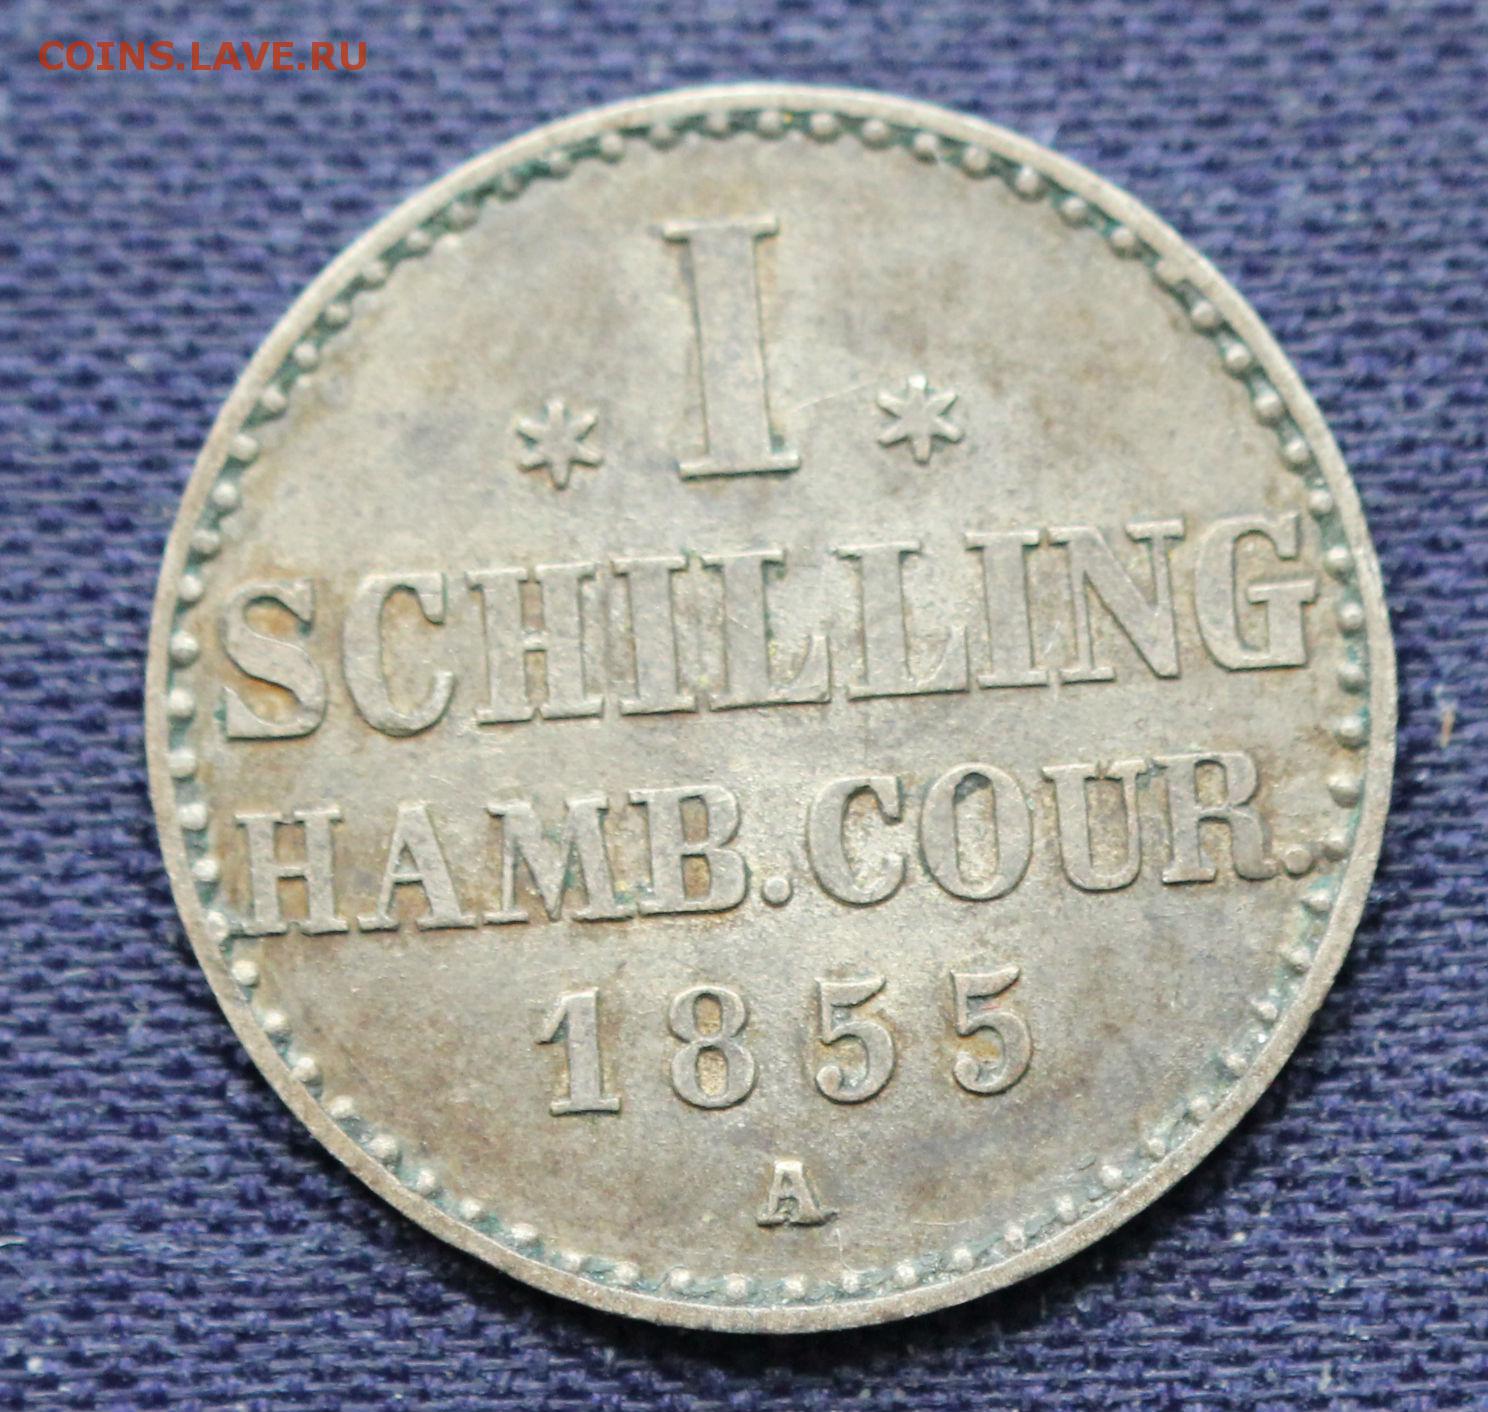 COINS.LAVE.RU
* I *
SCHILLING
HAMB.COUR.
1855
A